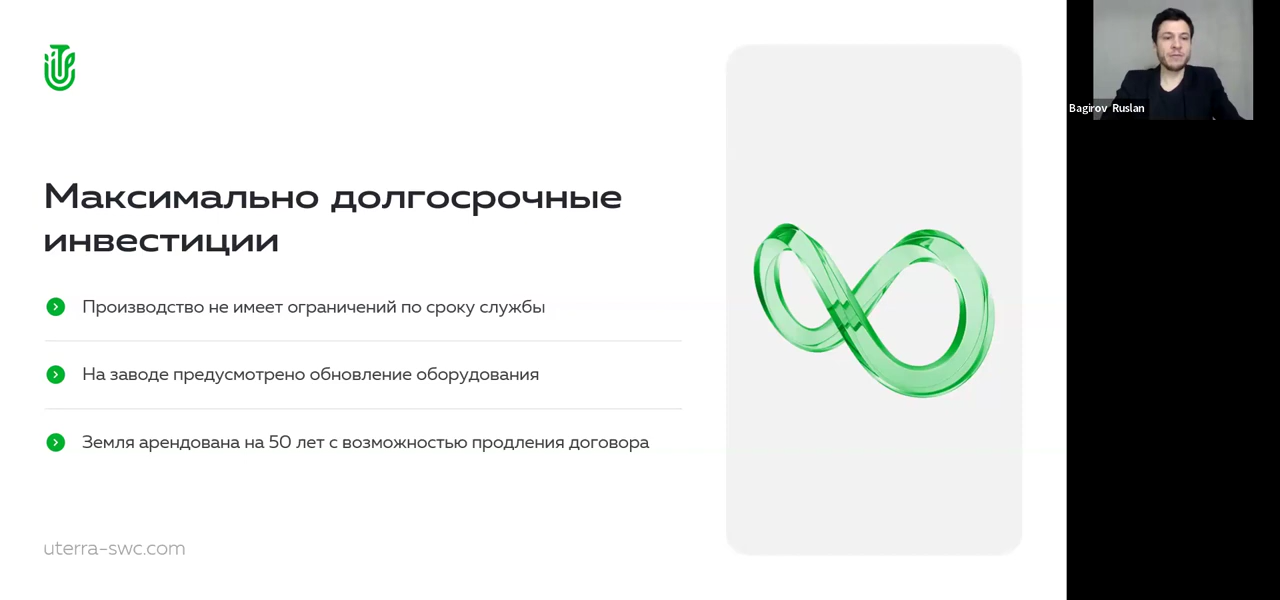 Максимально долгосрочные
инвестиции
Производство не имеет ограничений по сроку службы
На заводе предусмотрено обновление оборудования
Земля арендована на 50 лет с возможностью продления договора
uterra-swc.com
Bagirov Ruslan